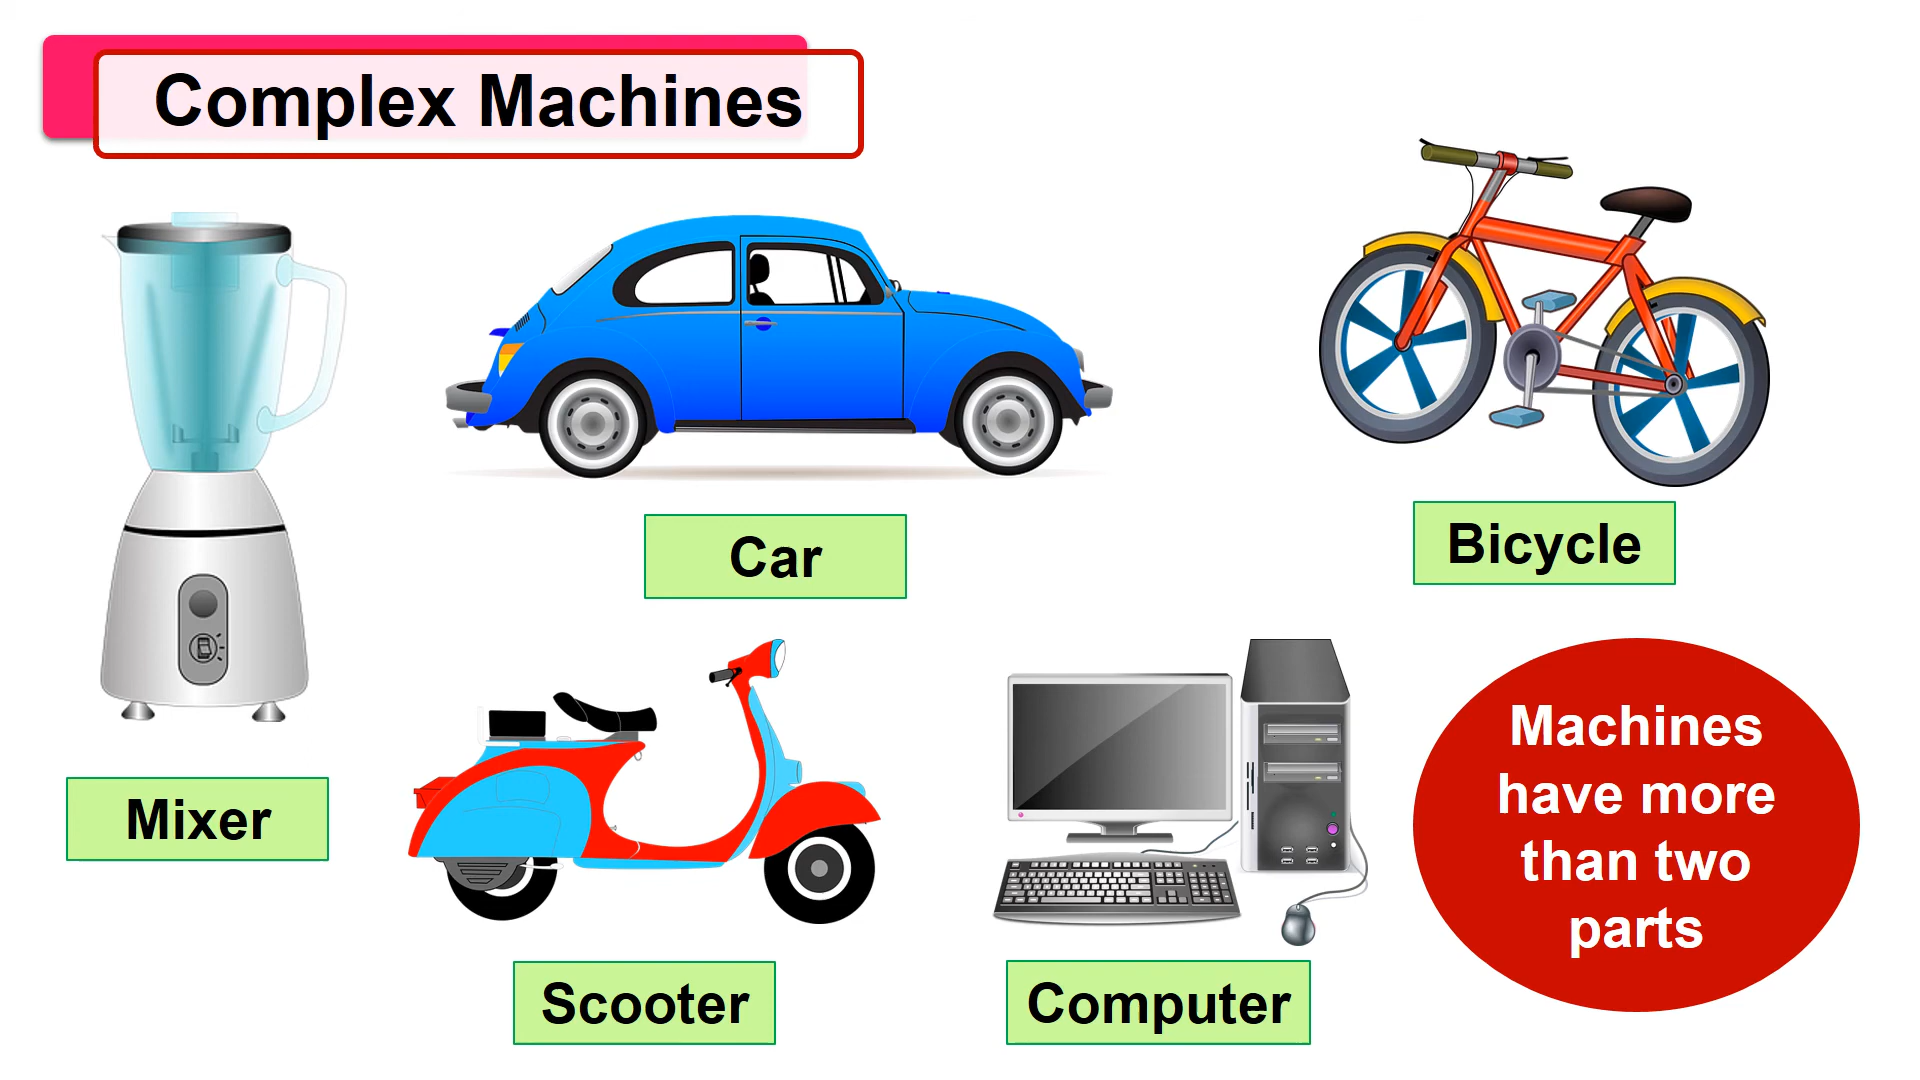 Complex Machines
Car
Bicycle
Mixer
Scooter
Computer
Machines
have more
than two
parts